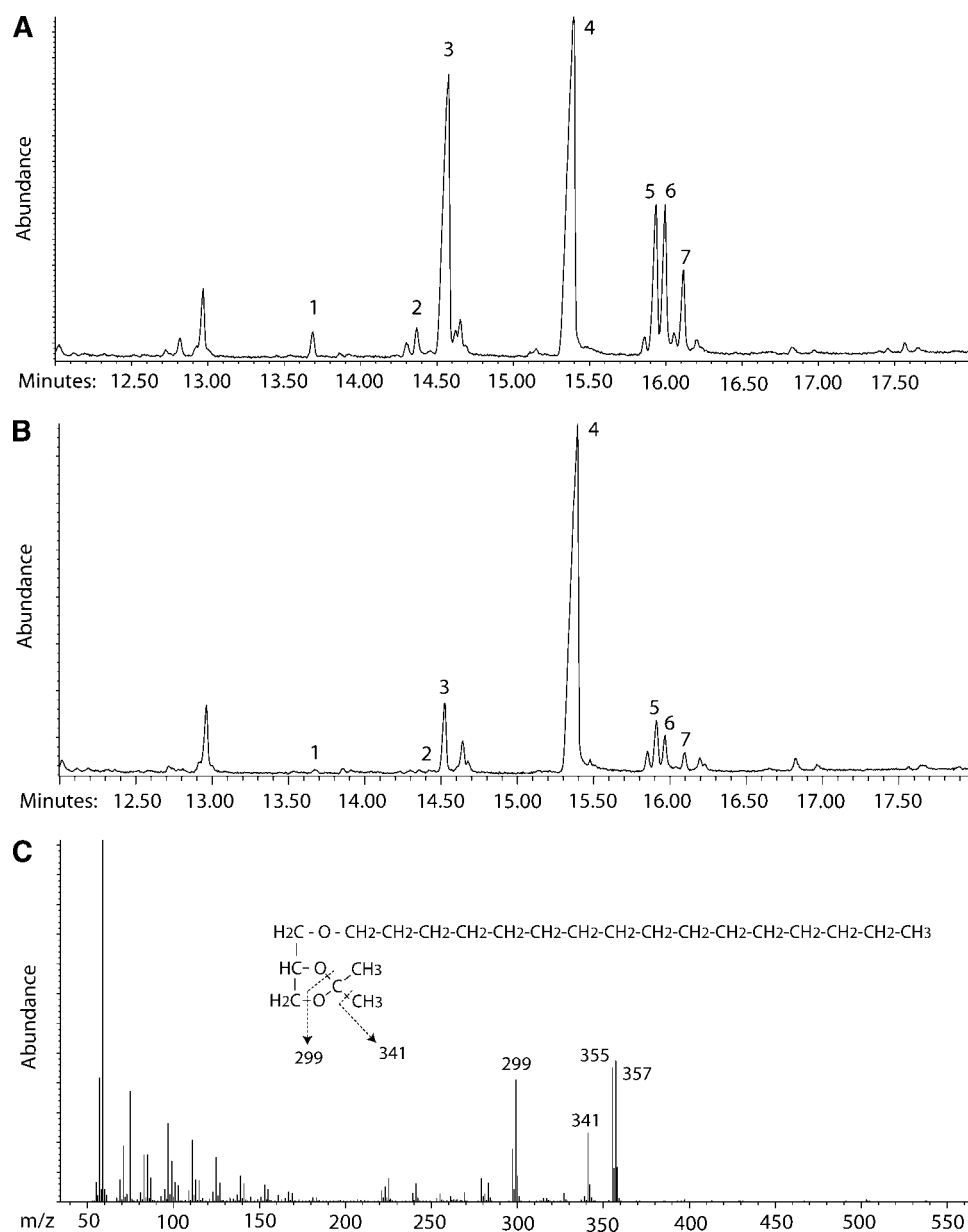 A
Abundance
1
2
3
4
5
6
7
Minutes: 12.50 13.00 13.50 14.00 14.50 15.00 15.50 16.00 16.50 17.00 17.50
B
Abundance
1
2
3
4
5
6
7
Minutes: 12.50 13.00 13.50 14.00 14.50 15.00 15.50 16.00 16.50 17.00 17.50
C
Abundance
H2C - O - CH2-CH2-CH2-CH2-CH2-CH2-CH2-CH2-CH2-CH2-CH2-CH2-CH2-CH2-CH2-CH3
HC- O CH3
C
H2C-O CH3
299
341
299
341
355
357
m/z 50 100 150 200 250 300 350 400 450 500 550